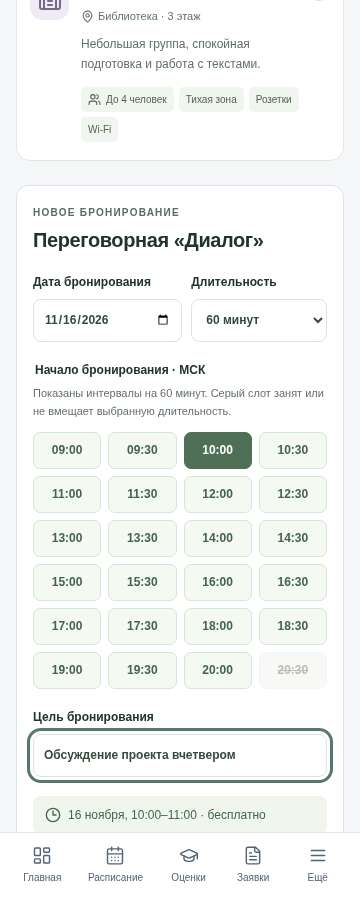 Библиотека · 3 этаж
Небольшая группа, спокойная
подготовка и работа с текстами.
До 4 человек
Тихая зона
Розетки
Wi-Fi
НОВОЕ БРОНИРОВАНИЕ
Переговорная «Диалог»
Дата бронирования
Длительность
11/16/2026
60 минут
Начало бронирования · МСК
Показаны интервалы на 60 минут. Серый слот занят или
не вмещает выбранную длительность.
09:00 09:30 10:00 10:30
11:00 11:30 12:00 12:30
13:00 13:30 14:00 14:30
15:00 15:30 16:00 16:30
17:00 17:30 18:00 18:30
19:00 19:30 20:00 20:30
Цель бронирования
Обсуждение проекта вчетвером
16 ноября, 10:00–11:00 · бесплатно
Главная Расписание Оценки Заявки Ещё